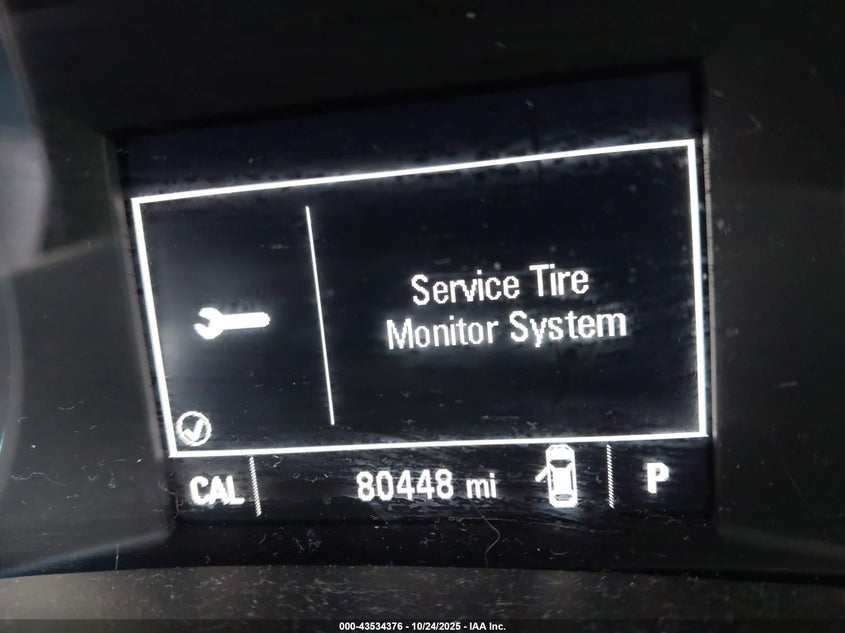 Service Tire
Monitor System
CAL 80448 mi P
000-43534376 - 10/24/2025 - IAA Inc.